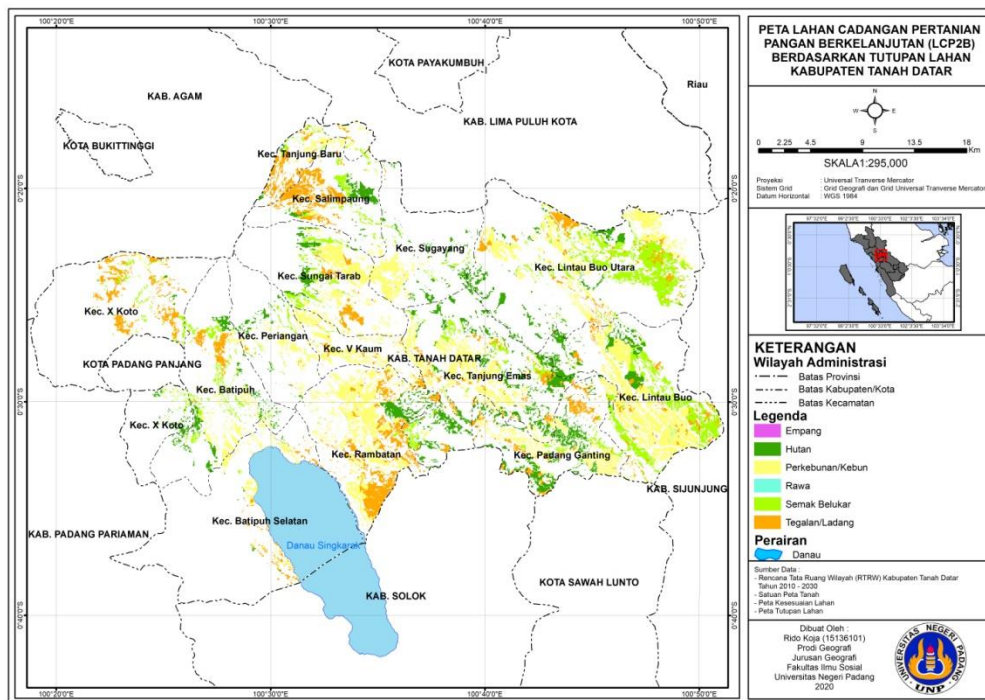 100°20'0"E
100°30'0"E
100°40'0"E
100°50'0"E
0°20'0"S
0°30'0"S
0°40'0"S
0°20'0"S
0°30'0"S
0°40'0"S
KOTA PAYAKUMBUH
KAB. AGAM
Riau
KAB. LIMA PULUH KOTA
KOTA BUKITTINGGI
Kec. Tanjung Baru
Kec. Salimpaung
Kec. Sugayang
Kec. Lintau Buo Utara
Kec. Sungai Tarab
Kec. X Koto
Kec. Periangan
Kec. V Kaum
KAB. TANAH DATAR
KOTA PADANG PANJANG
Kec. Tanjung Emas
Kec. Batipuh
Kec. Lintau Buo
Kec. X Koto
Kec. Rambatan
Kec. Padang Ganting
KAB. SIJUNJUNG
Kec. Batipuh Selatan
KAB. PADANG PARIAMAN
Danau Singkarak
KOTA SAWAH LUNTO
KAB. SOLOK
PETA LAHAN CADANGAN PERTANIAN
PANGAN BERKELANJUTAN (LCP2B)
BERDASARKAN TUTUPAN LAHAN
KABUPATEN TANAH DATAR
N
W E
S
0 2.25 4.5 9 13.5 18
Km
SKALA1:295,000
Proyeksi : Universal Tranverse Mercator
Sistem Grid : Grid Geografi dan Grid Universal Tranverse Mercator
Datum Horizontal : WGS 1984
KETERANGAN
Wilayah Administrasi
Batas Provinsi
Batas Kabupaten/Kota
Batas Kecamatan
Legenda
Empang
Hutan
Perkebunan/Kebun
Rawa
Semak Belukar
Tegalan/Ladang
Perairan
Danau
Sumber Data :
- Rencana Tata Ruang Wilayah (RTRW) Kabupaten Tanah Datar
Tahun 2010 - 2030
- Satuan Peta Tanah
- Peta Kesesuaian Lahan
- Peta Tutupan Lahan
Dibuat Oleh :
Rido Koja (15136101)
Prodi Geografi
Jurusan Geografi
Fakultas Ilmu Sosial
Universitas Negeri Padang
2020
UNIVERSITAS NEGERI PADANG
UNP